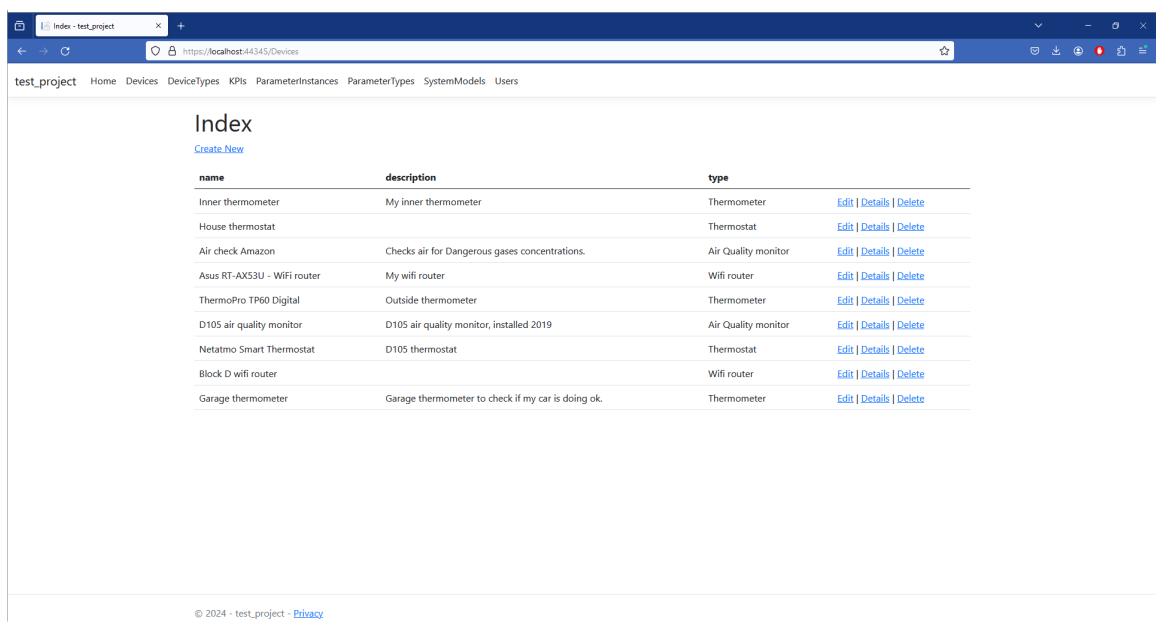 Index - test_project
https://localhost:44345/Devices
test_project Home Devices DeviceTypes KPIs ParameterInstances ParameterTypes SystemModels Users
Index
Create New
name description type
Inner thermometer My inner thermometer Thermometer Edit | Details | Delete
House thermostat Thermostat Edit | Details | Delete
Air check Amazon Checks air for Dangerous gases concentrations. Air Quality monitor Edit | Details | Delete
Asus RT-AX53U - WiFi router My wifi router Wifi router Edit | Details | Delete
ThermoPro TP60 Digital Outside thermometer Thermometer Edit | Details | Delete
D105 air quality monitor D105 air quality monitor, installed 2019 Air Quality monitor Edit | Details | Delete
Netatmo Smart Thermostat D105 thermostat Thermostat Edit | Details | Delete
Block D wifi router Wifi router Edit | Details | Delete
Garage thermometer Garage thermometer to check if my car is doing ok. Thermometer Edit | Details | Delete
© 2024 - test_project - Privacy